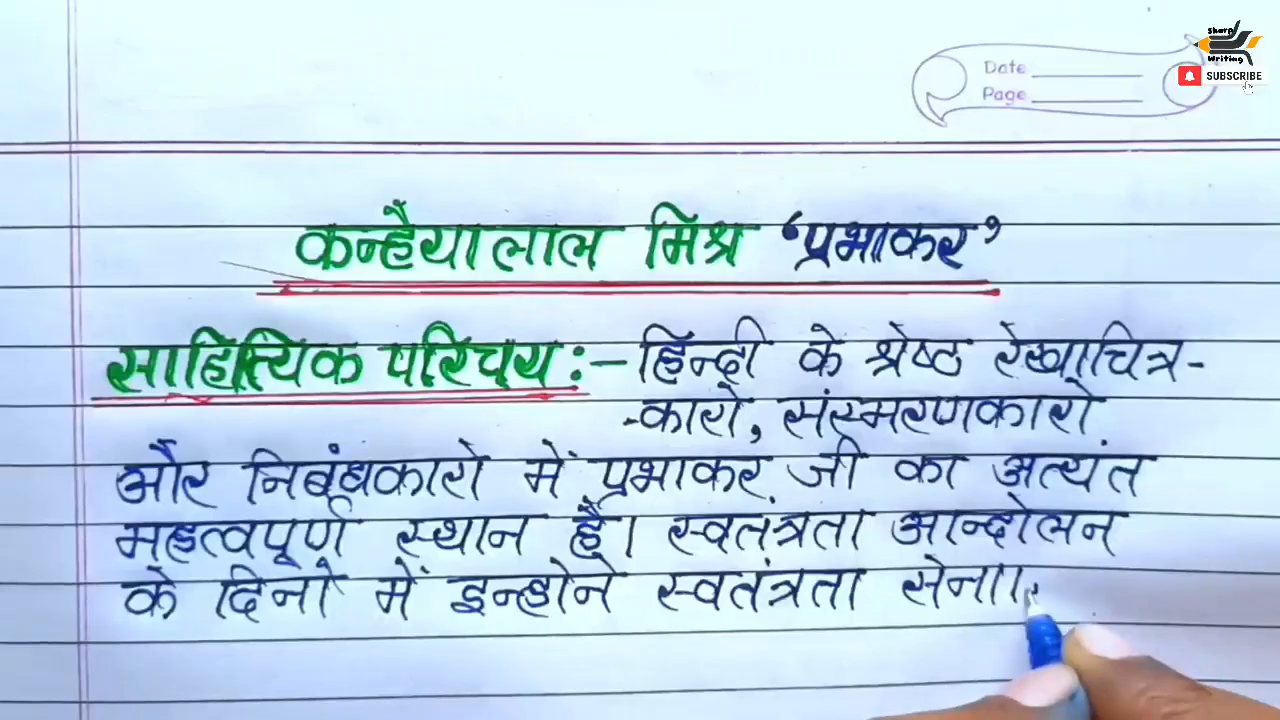 Sharp
Writing
SUBSCRIBE
Date
Page
कन्हैयालाल मिश्र ‘प्रभाकर’
साहित्यिक परिचय:- हिन्दी के श्रेष्ठ रेखाचित्र-
-कारो, संस्मरणकारो
और निबंधकारो में प्रभाकर जी का अत्यंत
महत्वपूर्ण स्थान है। स्वतंत्रता आन्दोलन
के दिनो में इन्होने स्वतंत्रता